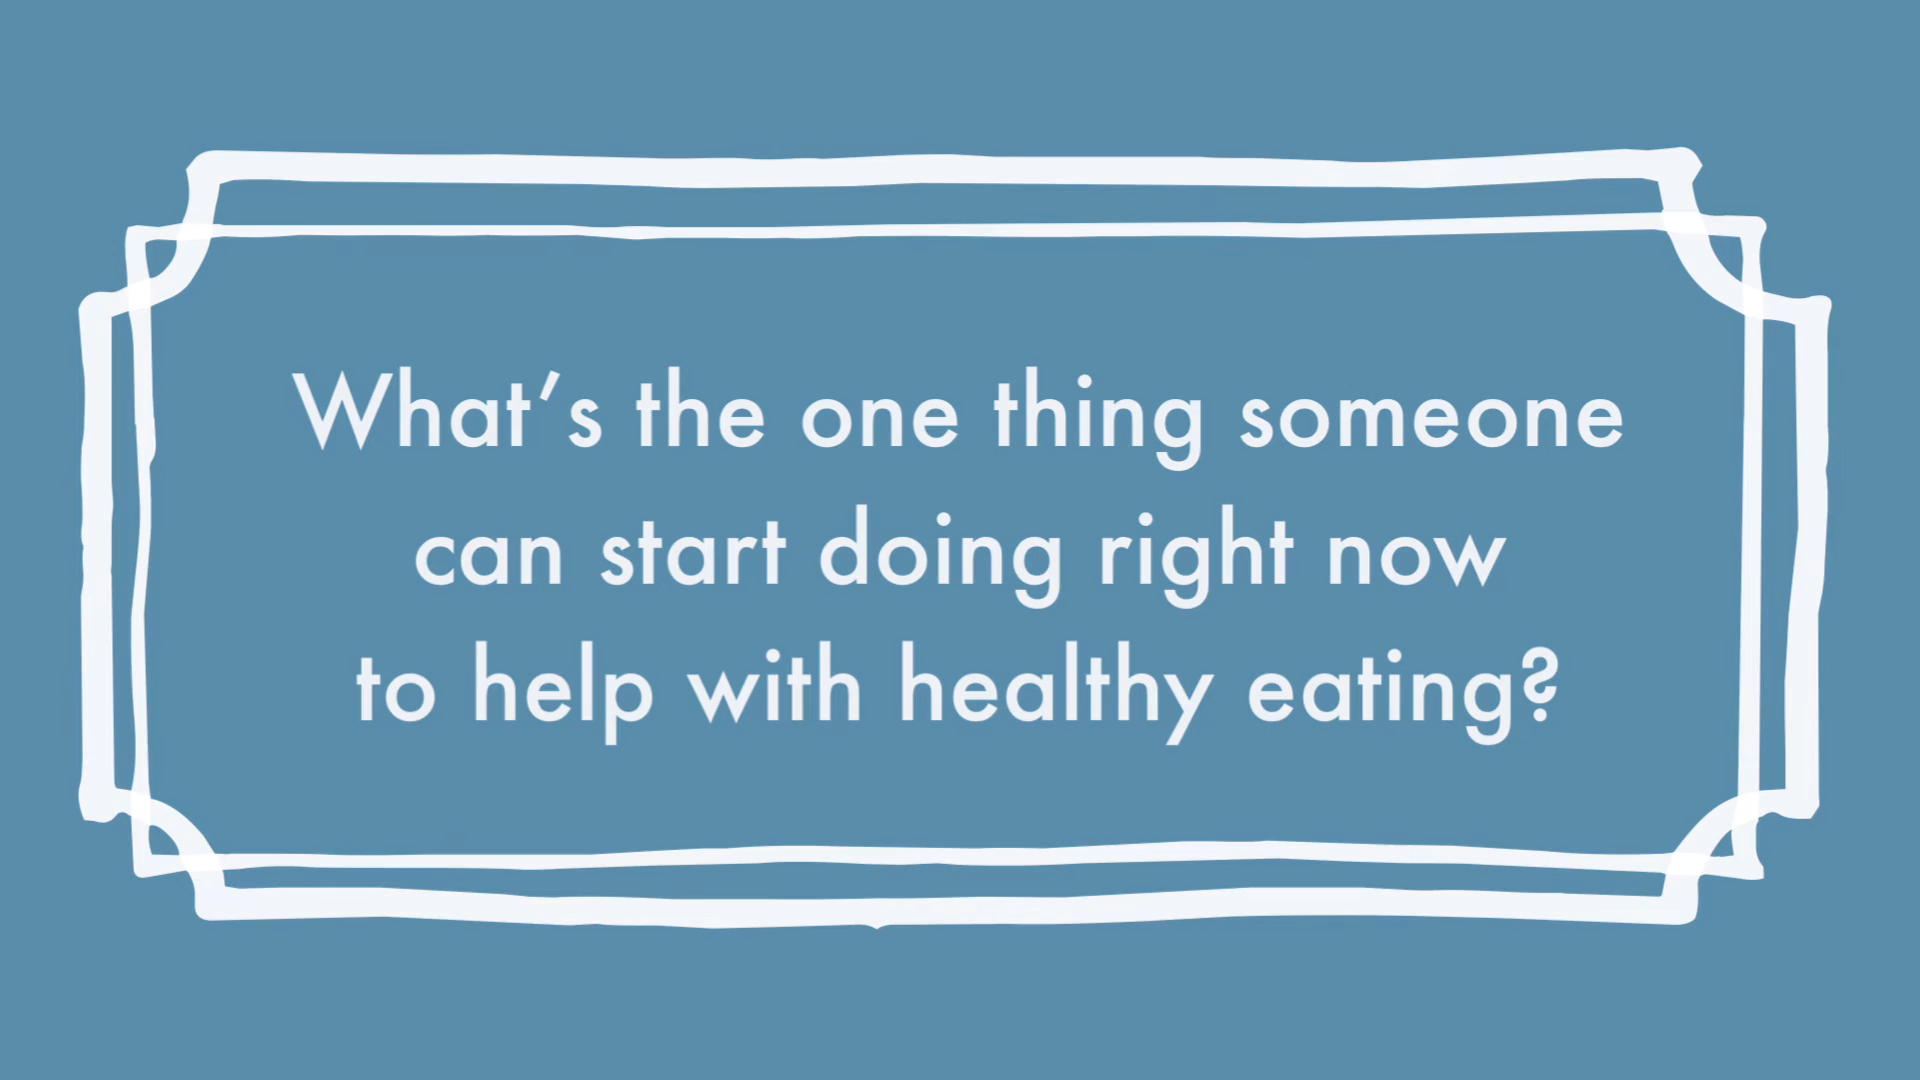 What's the one thing someone
can start doing right now
to help with healthy eating?